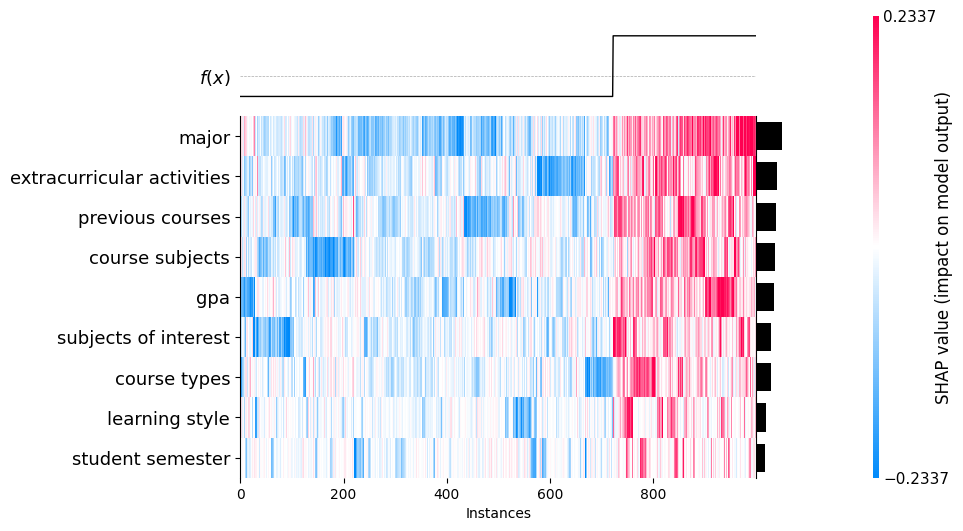 0.2337
f(x)
major
extracurricular activities
previous courses
course subjects
gpa
subjects of interest
course types
learning style
student semester
0 200 400 600 800
Instances
SHAP value (impact on model output)
−0.2337